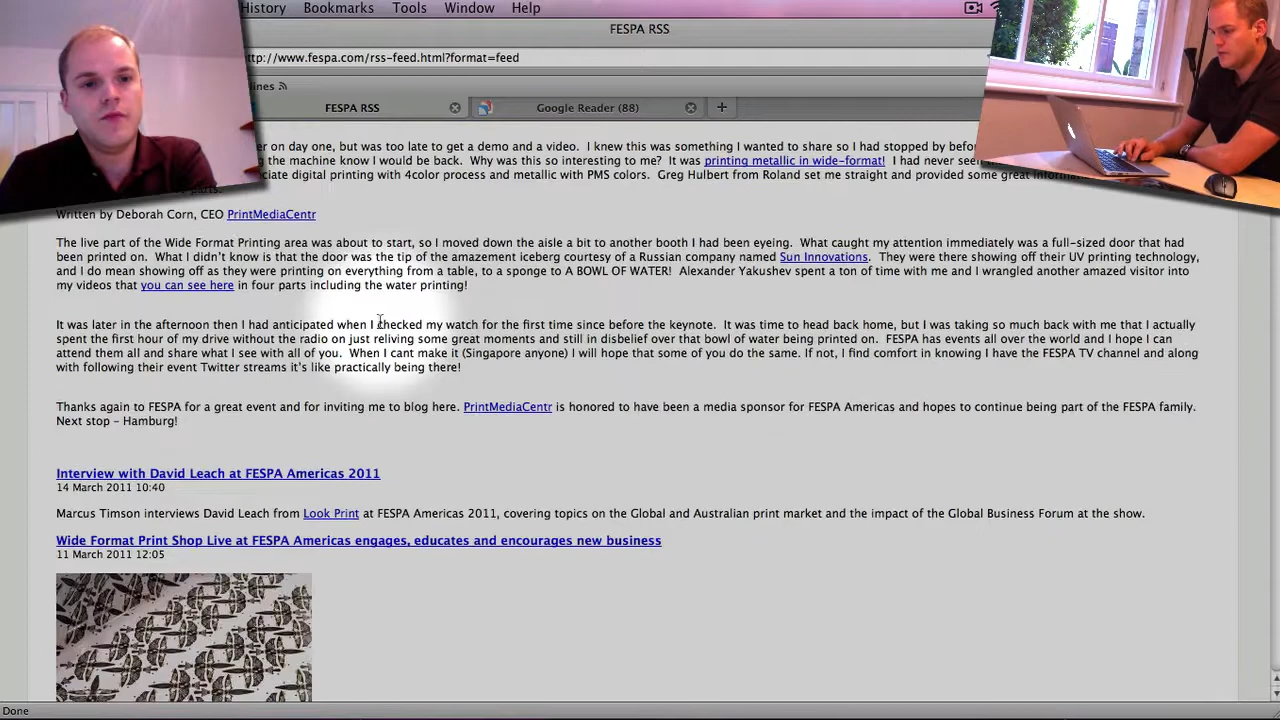 History Bookmarks Tools Window Help
FESPA RSS
ttp://www.fespa.com/rss-feed.html?format=feed
lines
FESPA RSS
Google Reader (88)
er on day one, but was too late to get a demo and a video. I knew this was something I wanted to share so I had stopped by befor
the machine know I would be back. Why was this so interesting to me? It was printing metallic in wide-format! I had never seen
ciate digital printing with 4color process and metallic with PMS colors. Greg Hulbert from Roland set me straight and provided some great
Written by Deborah Corn, CEO PrintMediaCentr
The live part of the Wide Format Printing area was about to start, so I moved down the aisle a bit to another booth I had been eyeing. What caught my attention immediately was a full-sized door that had
been printed on. What I didn't know is that the door was the tip of the amazement iceberg courtesy of a Russian company named Sun Innovations. They were there showing off their UV printing technology,
and I do mean showing off as they were printing on everything from a table, to a sponge to A BOWL OF WATER! Alexander Yakushev spent a ton of time with me and I wrangled another amazed visitor into
my videos that you can see here in four parts including the water printing!
It was later in the afternoon then I had anticipated when I checked my watch for the first time since before the keynote. It was time to head back home, but I was taking so much back with me that I actually
spent the first hour of my drive without the radio on just reliving some great moments and still in disbelief over that bowl of water being printed on. FESPA has events all over the world and I hope I can
attend them all and share what I see with all of you. When I cant make it (Singapore anyone) I will hope that some of you do the same. If not, I find comfort in knowing I have the FESPA TV channel and along
with following their event Twitter streams it's like practically being there!
Thanks again to FESPA for a great event and for inviting me to blog here. PrintMediaCentr is honored to have been a media sponsor for FESPA Americas and hopes to continue being part of the FESPA family.
Next stop – Hamburg!
Interview with David Leach at FESPA Americas 2011
14 March 2011 10:40
Marcus Timson interviews David Leach from Look Print at FESPA Americas 2011, covering topics on the Global and Australian print market and the impact of the Global Business Forum at the show.
Wide Format Print Shop Live at FESPA Americas engages, educates and encourages new business
11 March 2011 12:05
Done